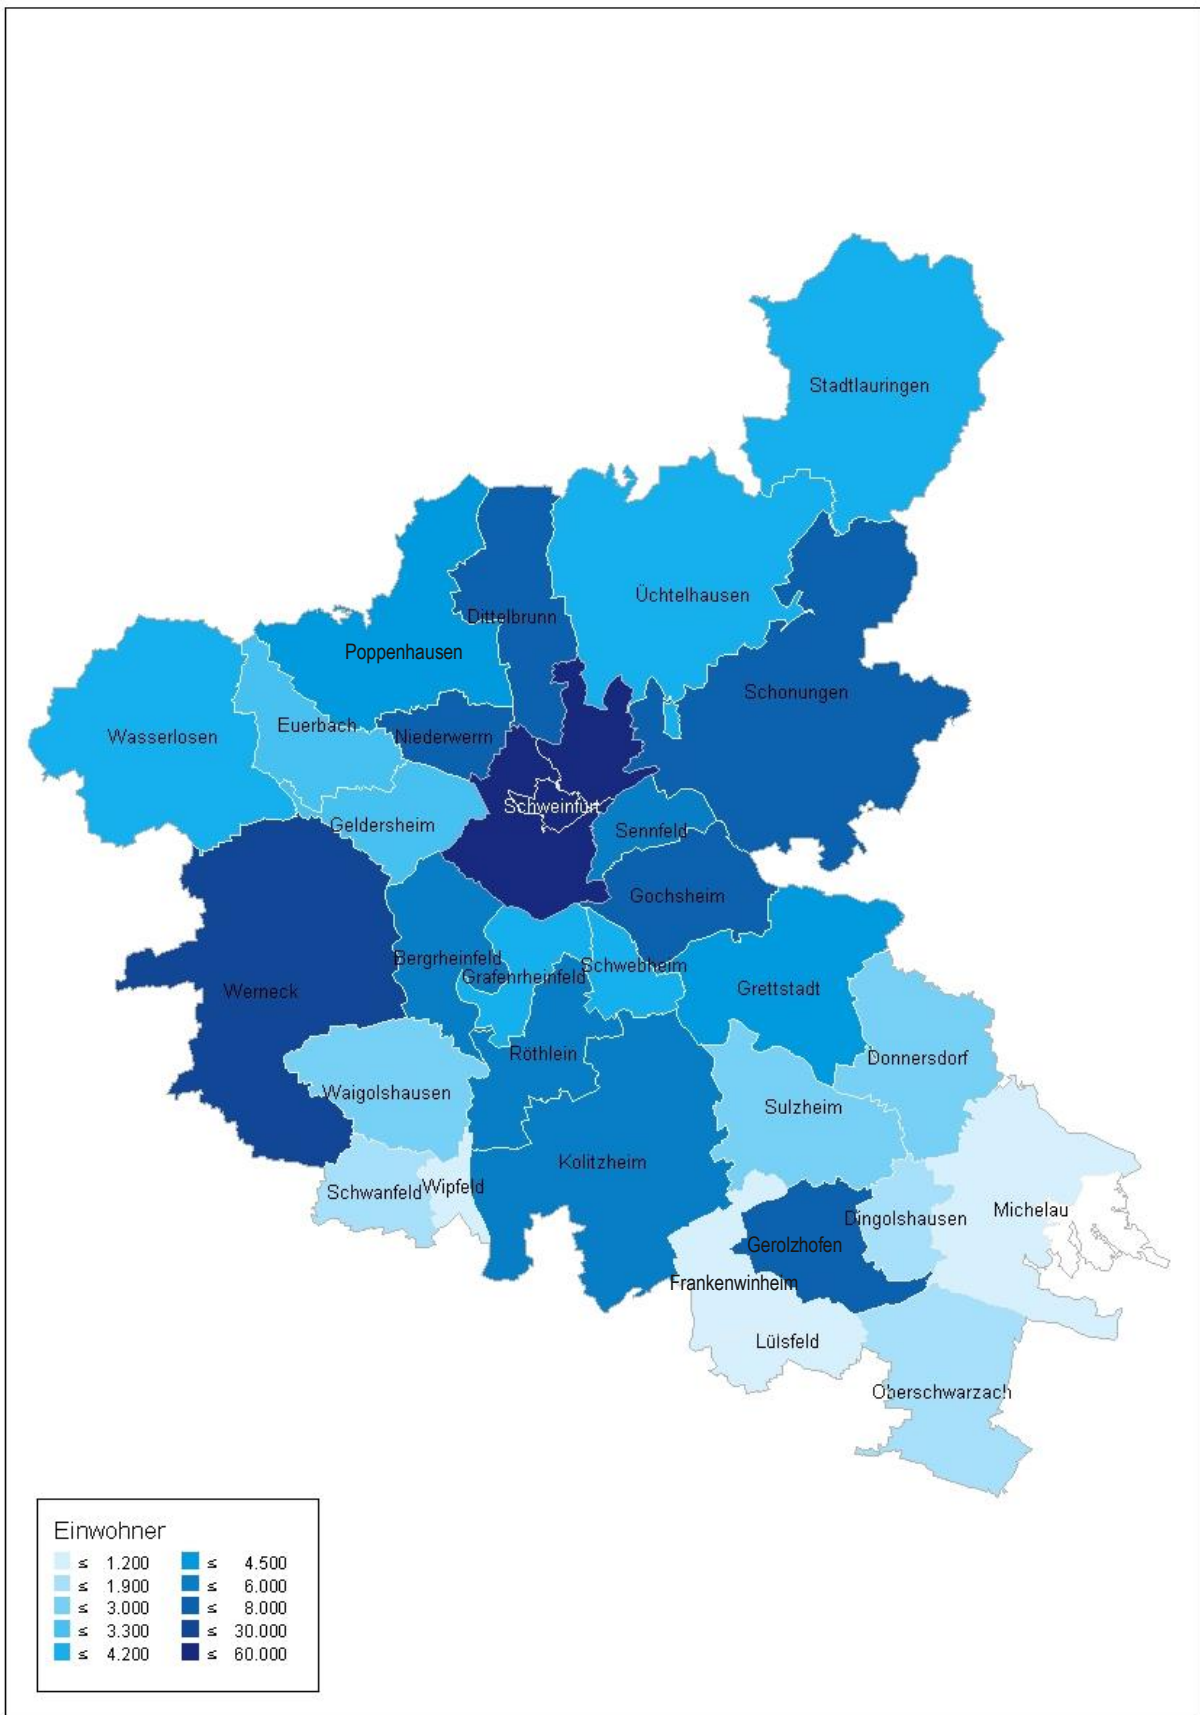 Stadtlauringen
Üchtelhausen
Dittelbrunn
Poppenhausen
Schonungen
Euerbach
Wasserlosen
Niederwerrn
Schweinfurt
Geldersheim
Sennfeld
Gochsheim
Bergrheinfeld
Schwebheim
Grafenrheinfeld
Grettstadt
Werneck
Röthlein
Donnersdorf
Waigolshausen
Sulzheim
Kolitzheim
Schwanfeld
Wipfeld
Michelau
Dingolshausen
Gerolzhofen
Frankenwinheim
Lülsfeld
Oberschwarzach
Einwohner
≤ 1.200 ≤ 4.500
≤ 1.900 ≤ 6.000
≤ 3.000 ≤ 8.000
≤ 3.300 ≤ 30.000
≤ 4.200 ≤ 60.000